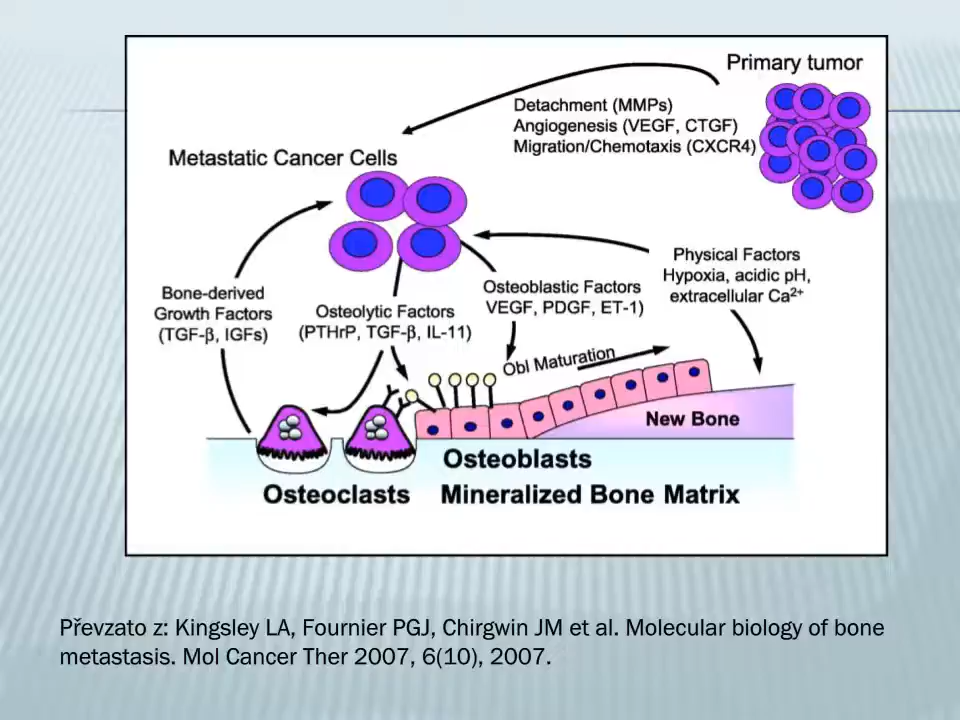 Primary tumor
Detachment (MMPs)
Angiogenesis (VEGF, CTGF)
Migration/Chemotaxis (CXCR4)
Metastatic Cancer Cells
Physical Factors
Hypoxia, acidic pH,
extracellular Ca²⁺
Bone-derived
Growth Factors
(TGF-β, IGFs)
Osteolytic Factors
(PTHrP, TGF-β, IL-11)
Osteoblastic Factors
VEGF, PDGF, ET-1)
Obl Maturation
New Bone
Osteoblasts
Osteoclasts
Mineralized Bone Matrix
Převzato z: Kingsley LA, Fournier PGJ, Chirgwin JM et al. Molecular biology of bone
metastasis. Mol Cancer Ther 2007, 6(10), 2007.